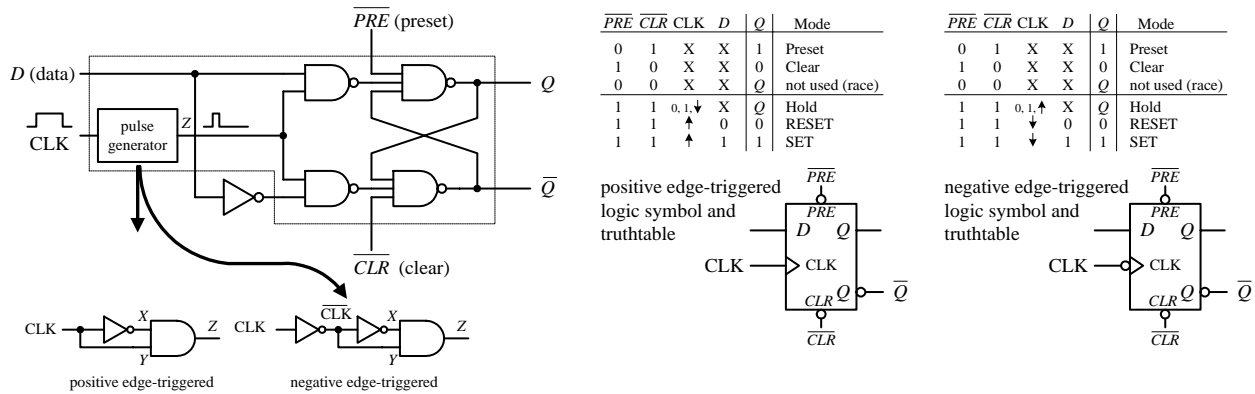 PRE (preset)
D (data)
Q
pulse
generator
Z
CLK
Q
CLR (clear)
CLK
X
Y
Z
positive edge-triggered
CLK
CLK
X
Y
Z
negative edge-triggered
PRE CLR CLK D Q Mode
0 1 X X 1 Preset
1 0 X X 0 Clear
0 0 X X Q not used (race)
1 1 0, 1,↓ X Q Hold
1 1 ↑ 0 0 RESET
1 1 ↑ 1 1 SET
positive edge-triggered
logic symbol and
truthtable
PRE
PRE
D Q
CLK CLK
Q Q
CLR
CLR
PRE CLR CLK D Q Mode
0 1 X X 1 Preset
1 0 X X 0 Clear
0 0 X X Q not used (race)
1 1 0, 1,↑ X Q Hold
1 1 ↓ 0 0 RESET
1 1 ↓ 1 1 SET
negative edge-triggered
logic symbol and
truthtable
PRE
PRE
D Q
CLK CLK
Q Q
CLR
CLR